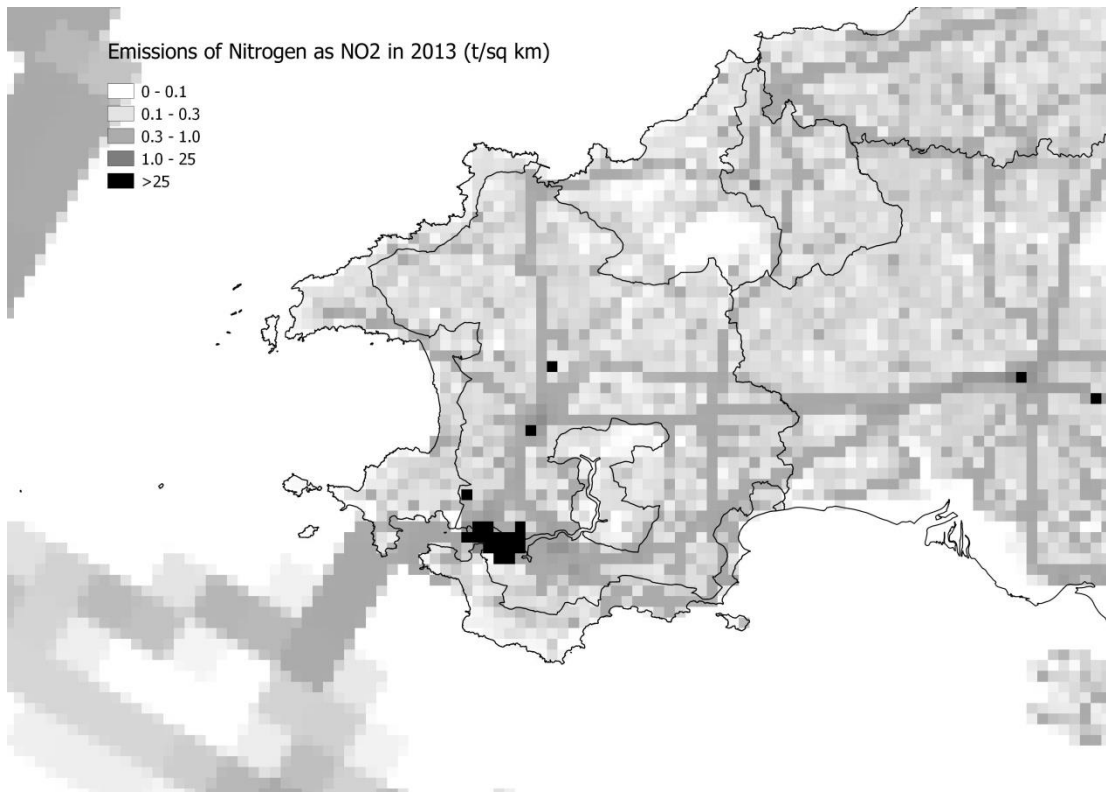 Emissions of Nitrogen as NO2 in 2013 (t/sq km)
0 - 0.1
0.1 - 0.3
0.3 - 1.0
1.0 - 25
>25